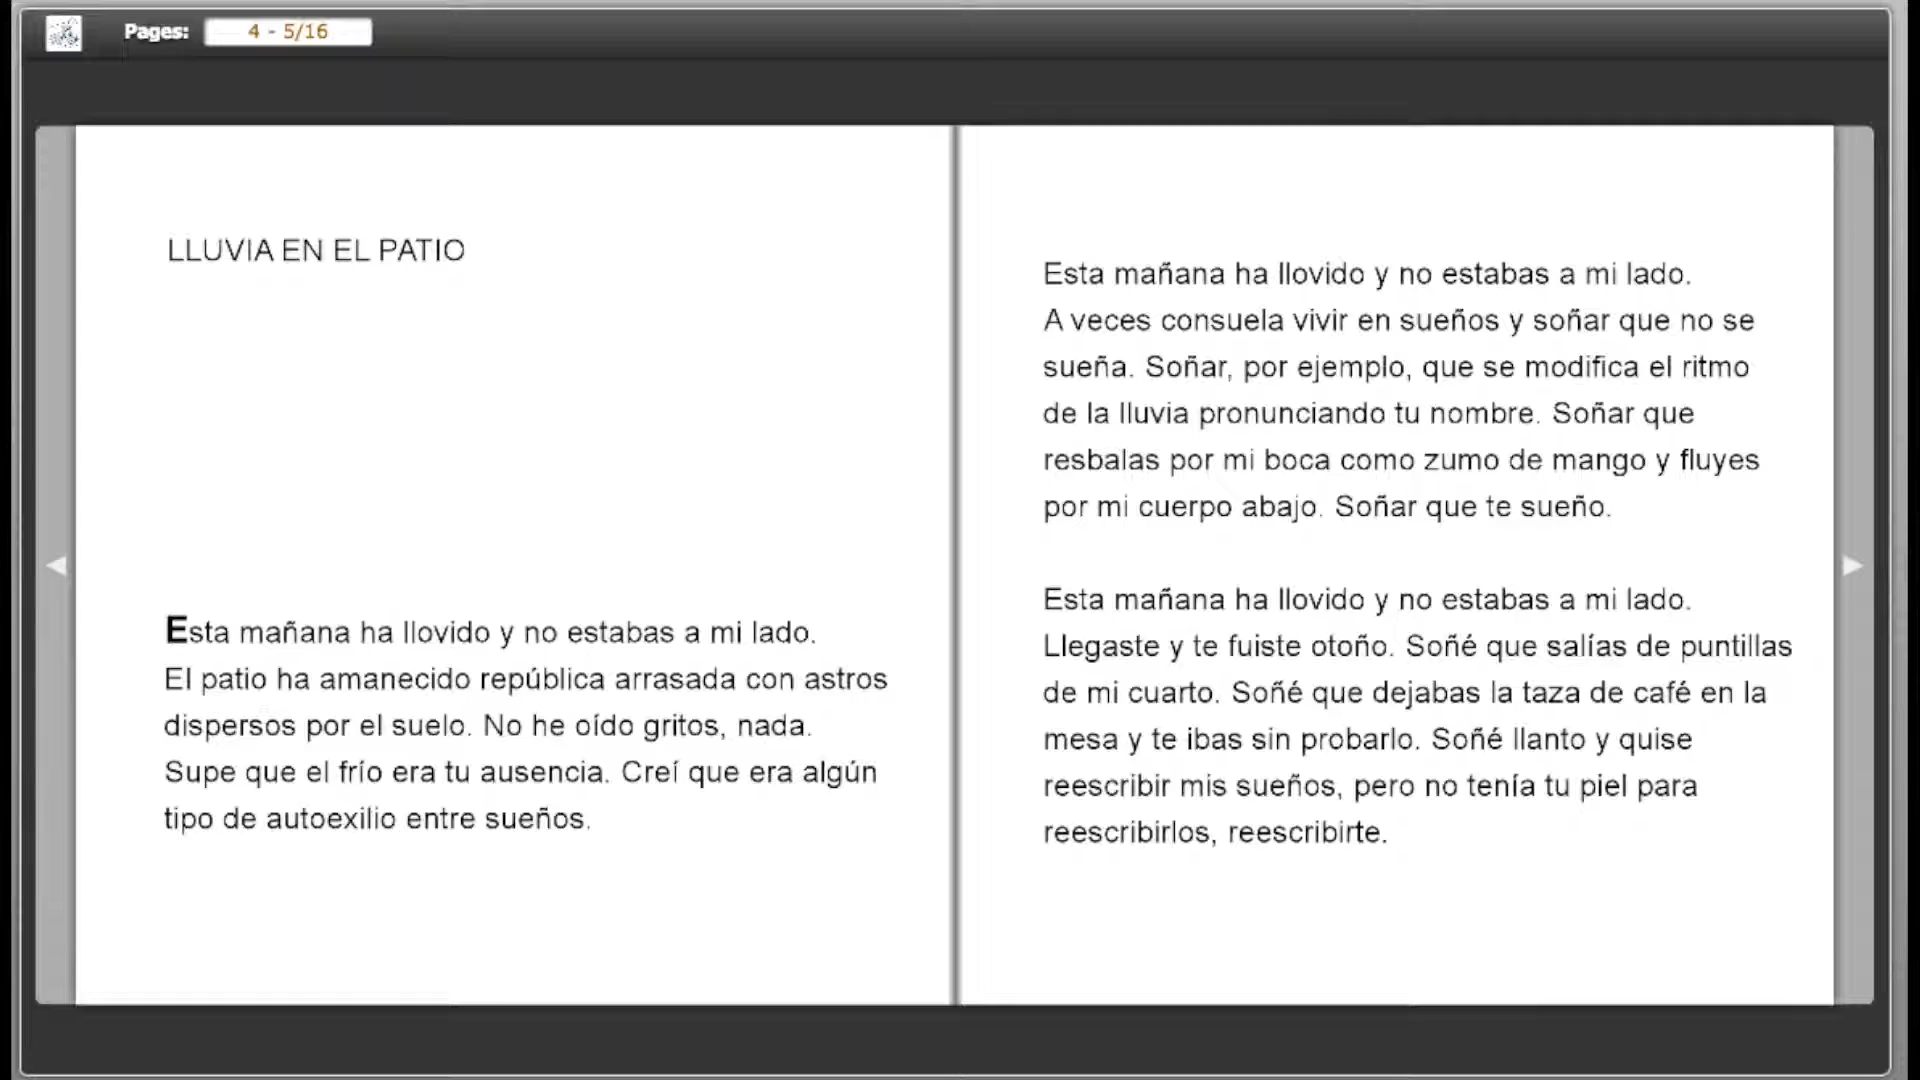 Pages: 4 - 5/16
LLUVIA EN EL PATIO
Esta mañana ha llovido y no estabas a mi lado.
El patio ha amanecido república arrasada con astros
dispersos por el suelo. No he oído gritos, nada.
Supe que el frío era tu ausencia. Creí que era algún
tipo de autoexilio entre sueños.
Esta mañana ha llovido y no estabas a mi lado.
A veces consuela vivir en sueños y soñar que no se
sueña. Soñar, por ejemplo, que se modifica el ritmo
de la lluvia pronunciando tu nombre. Soñar que
resbalas por mi boca como zumo de mango y fluyes
por mi cuerpo abajo. Soñar que te sueño.
Esta mañana ha llovido y no estabas a mi lado.
Llegaste y te fuiste otoño. Soñé que salías de puntillas
de mi cuarto. Soñé que dejabas la taza de café en la
mesa y te ibas sin probarlo. Soñé llanto y quise
reescribir mis sueños, pero no tenía tu piel para
reescribirlos, reescribirte.